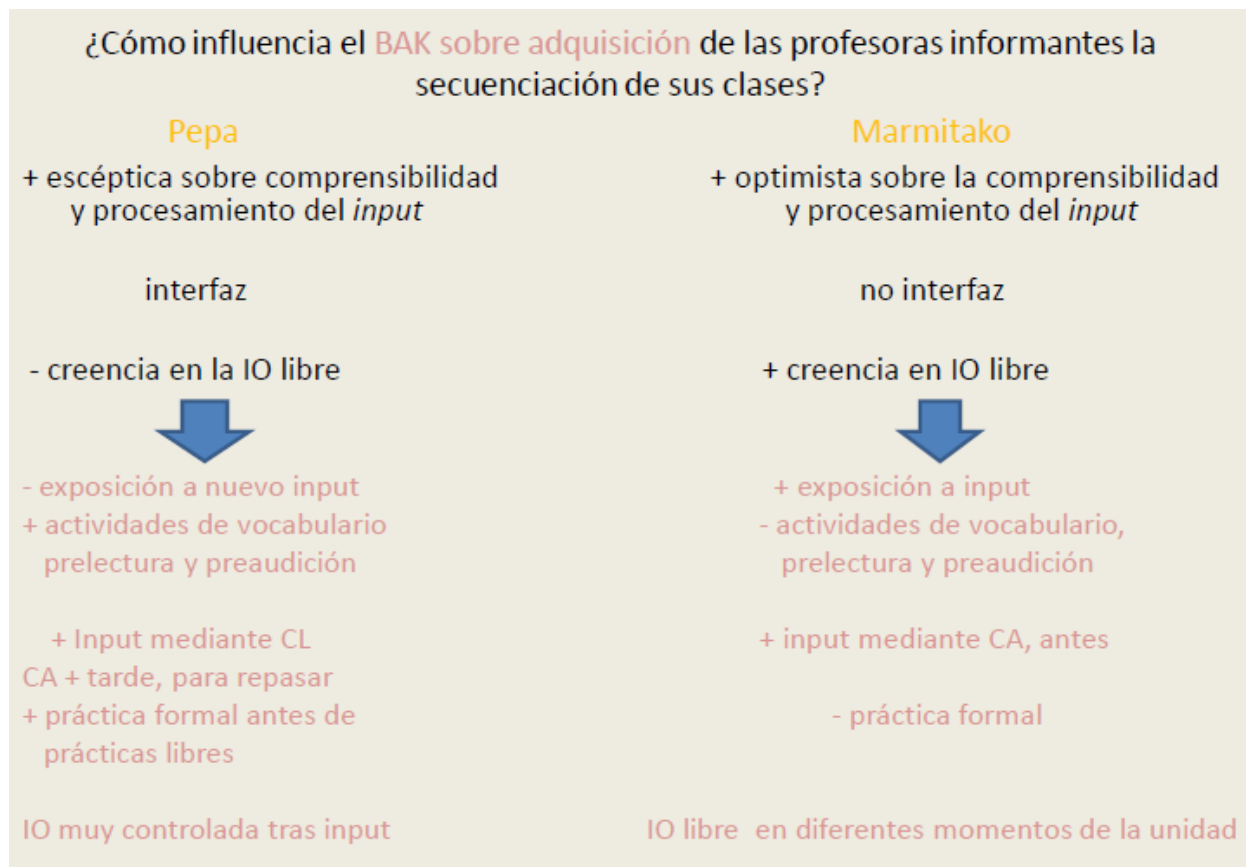 ¿Cómo influencia el BAK sobre adquisición de las profesoras informantes la
secuenciación de sus clases?
Pepa
+ escéptica sobre comprensibilidad
y procesamiento del input
interfaz
- creencia en la IO libre
- exposición a nuevo input
+ actividades de vocabulario
prelectura y preaudición
+ Input mediante CL
CA + tarde, para repasar
+ práctica formal antes de
prácticas libres
IO muy controlada tras input
Marmitako
+ optimista sobre la comprensibilidad
y procesamiento del input
no interfaz
+ creencia en IO libre
+ exposición a input
- actividades de vocabulario,
prelectura y preaudición
+ input mediante CA, antes
- práctica formal
IO libre en diferentes momentos de la unidad